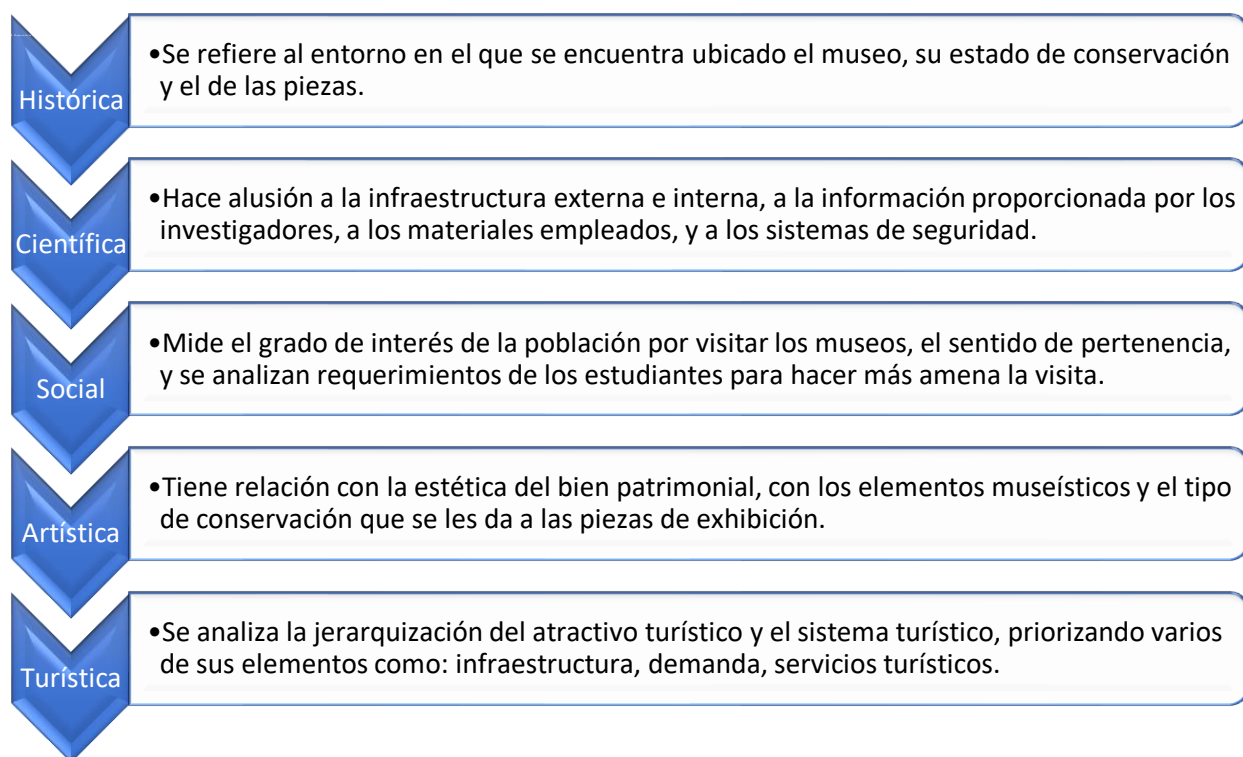 Histórica
•Se refiere al entorno en el que se encuentra ubicado el museo, su estado de conservación
y el de las piezas.
Científica
•Hace alusión a la infraestructura externa e interna, a la información proporcionada por los
investigadores, a los materiales empleados, y a los sistemas de seguridad.
Social
•Mide el grado de interés de la población por visitar los museos, el sentido de pertenencia,
y se analizan requerimientos de los estudiantes para hacer más amena la visita.
Artística
•Tiene relación con la estética del bien patrimonial, con los elementos museísticos y el tipo
de conservación que se les da a las piezas de exhibición.
Turística
•Se analiza la jerarquización del atractivo turístico y el sistema turístico, priorizando varios
de sus elementos como: infraestructura, demanda, servicios turísticos.